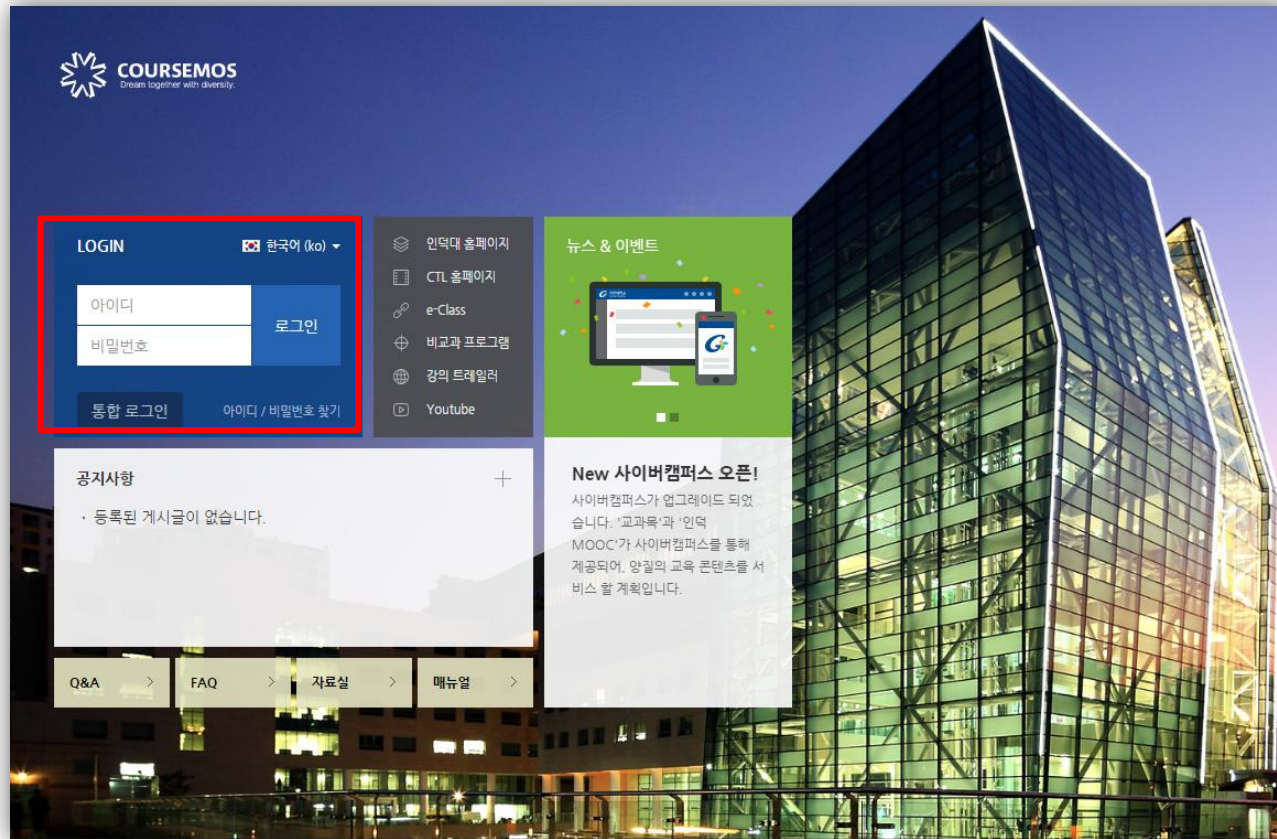 COURSEMOS
Dream together with diversity.
LOGIN
한국어 (ko)
아이디
비밀번호
로그인
통합 로그인
아이디 / 비밀번호 찾기
인덕대 홈페이지
CTL 홈페이지
e-Class
비교과 프로그램
강의 트레일러
Youtube
뉴스 & 이벤트
공지사항
· 등록된 게시글이 없습니다.
New 사이버캠퍼스 오픈!
사이버캠퍼스가 업그레이드 되었
습니다. '교과목'과 '인덕
MOOC'가 사이버캠퍼스를 통해
제공되어, 양질의 교육 콘텐츠를 서
비스 할 계획입니다.
Q&A
FAQ
자료실
매뉴얼